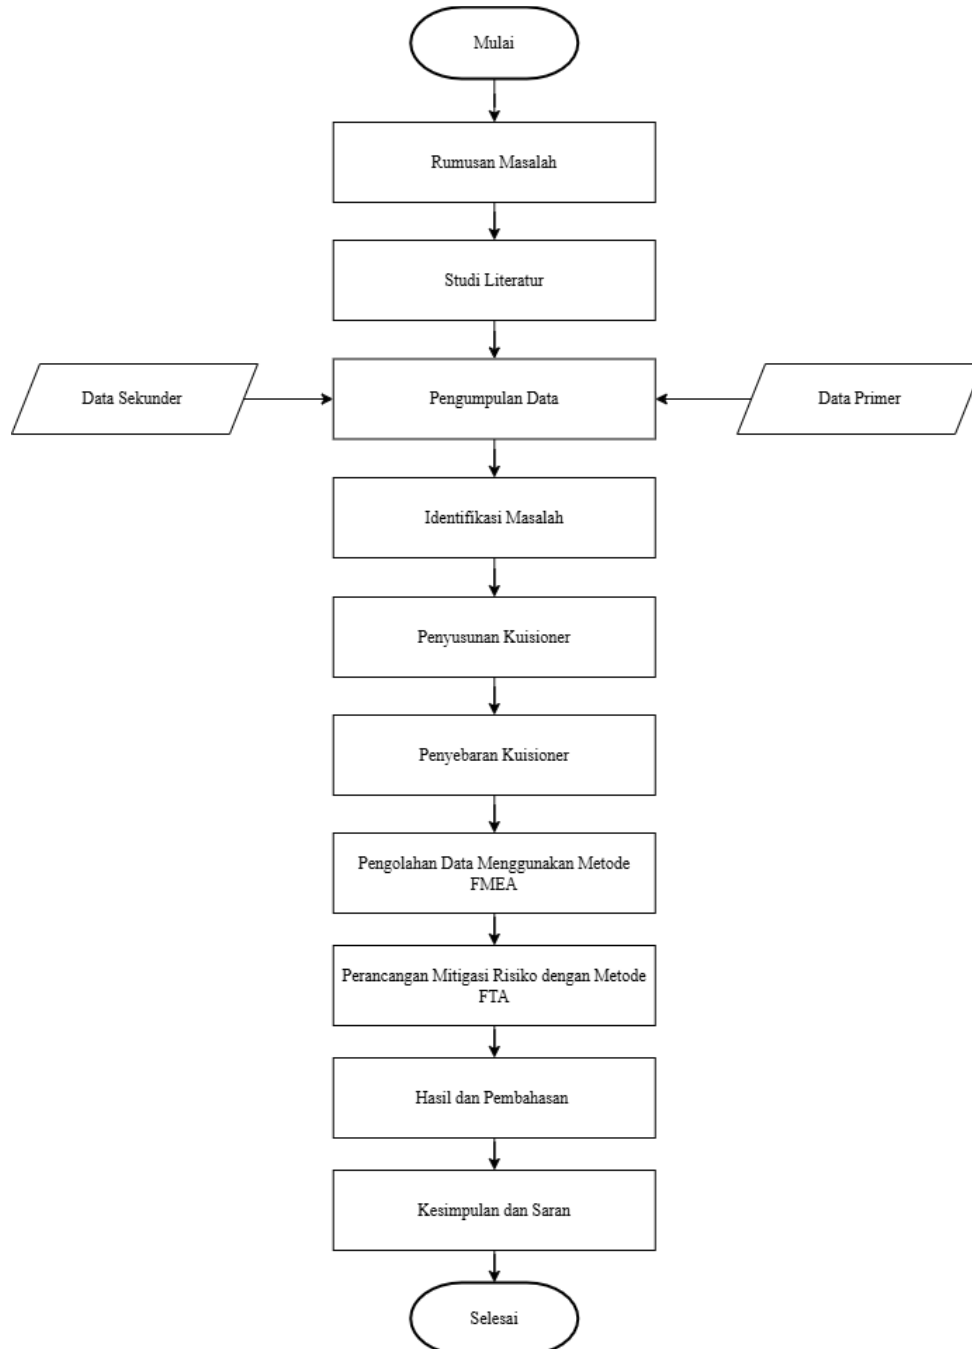 Mulai
Rumusan Masalah
Studi Literatur
Data Sekunder
Pengumpulan Data
Data Primer
Identifikasi Masalah
Penyusunan Kuisioner
Penyebaran Kuisioner
Pengolahan Data Menggunakan Metode
FMEA
Perancangan Mitigasi Risiko dengan Metode
FTA
Hasil dan Pembahasan
Kesimpulan dan Saran
Selesai